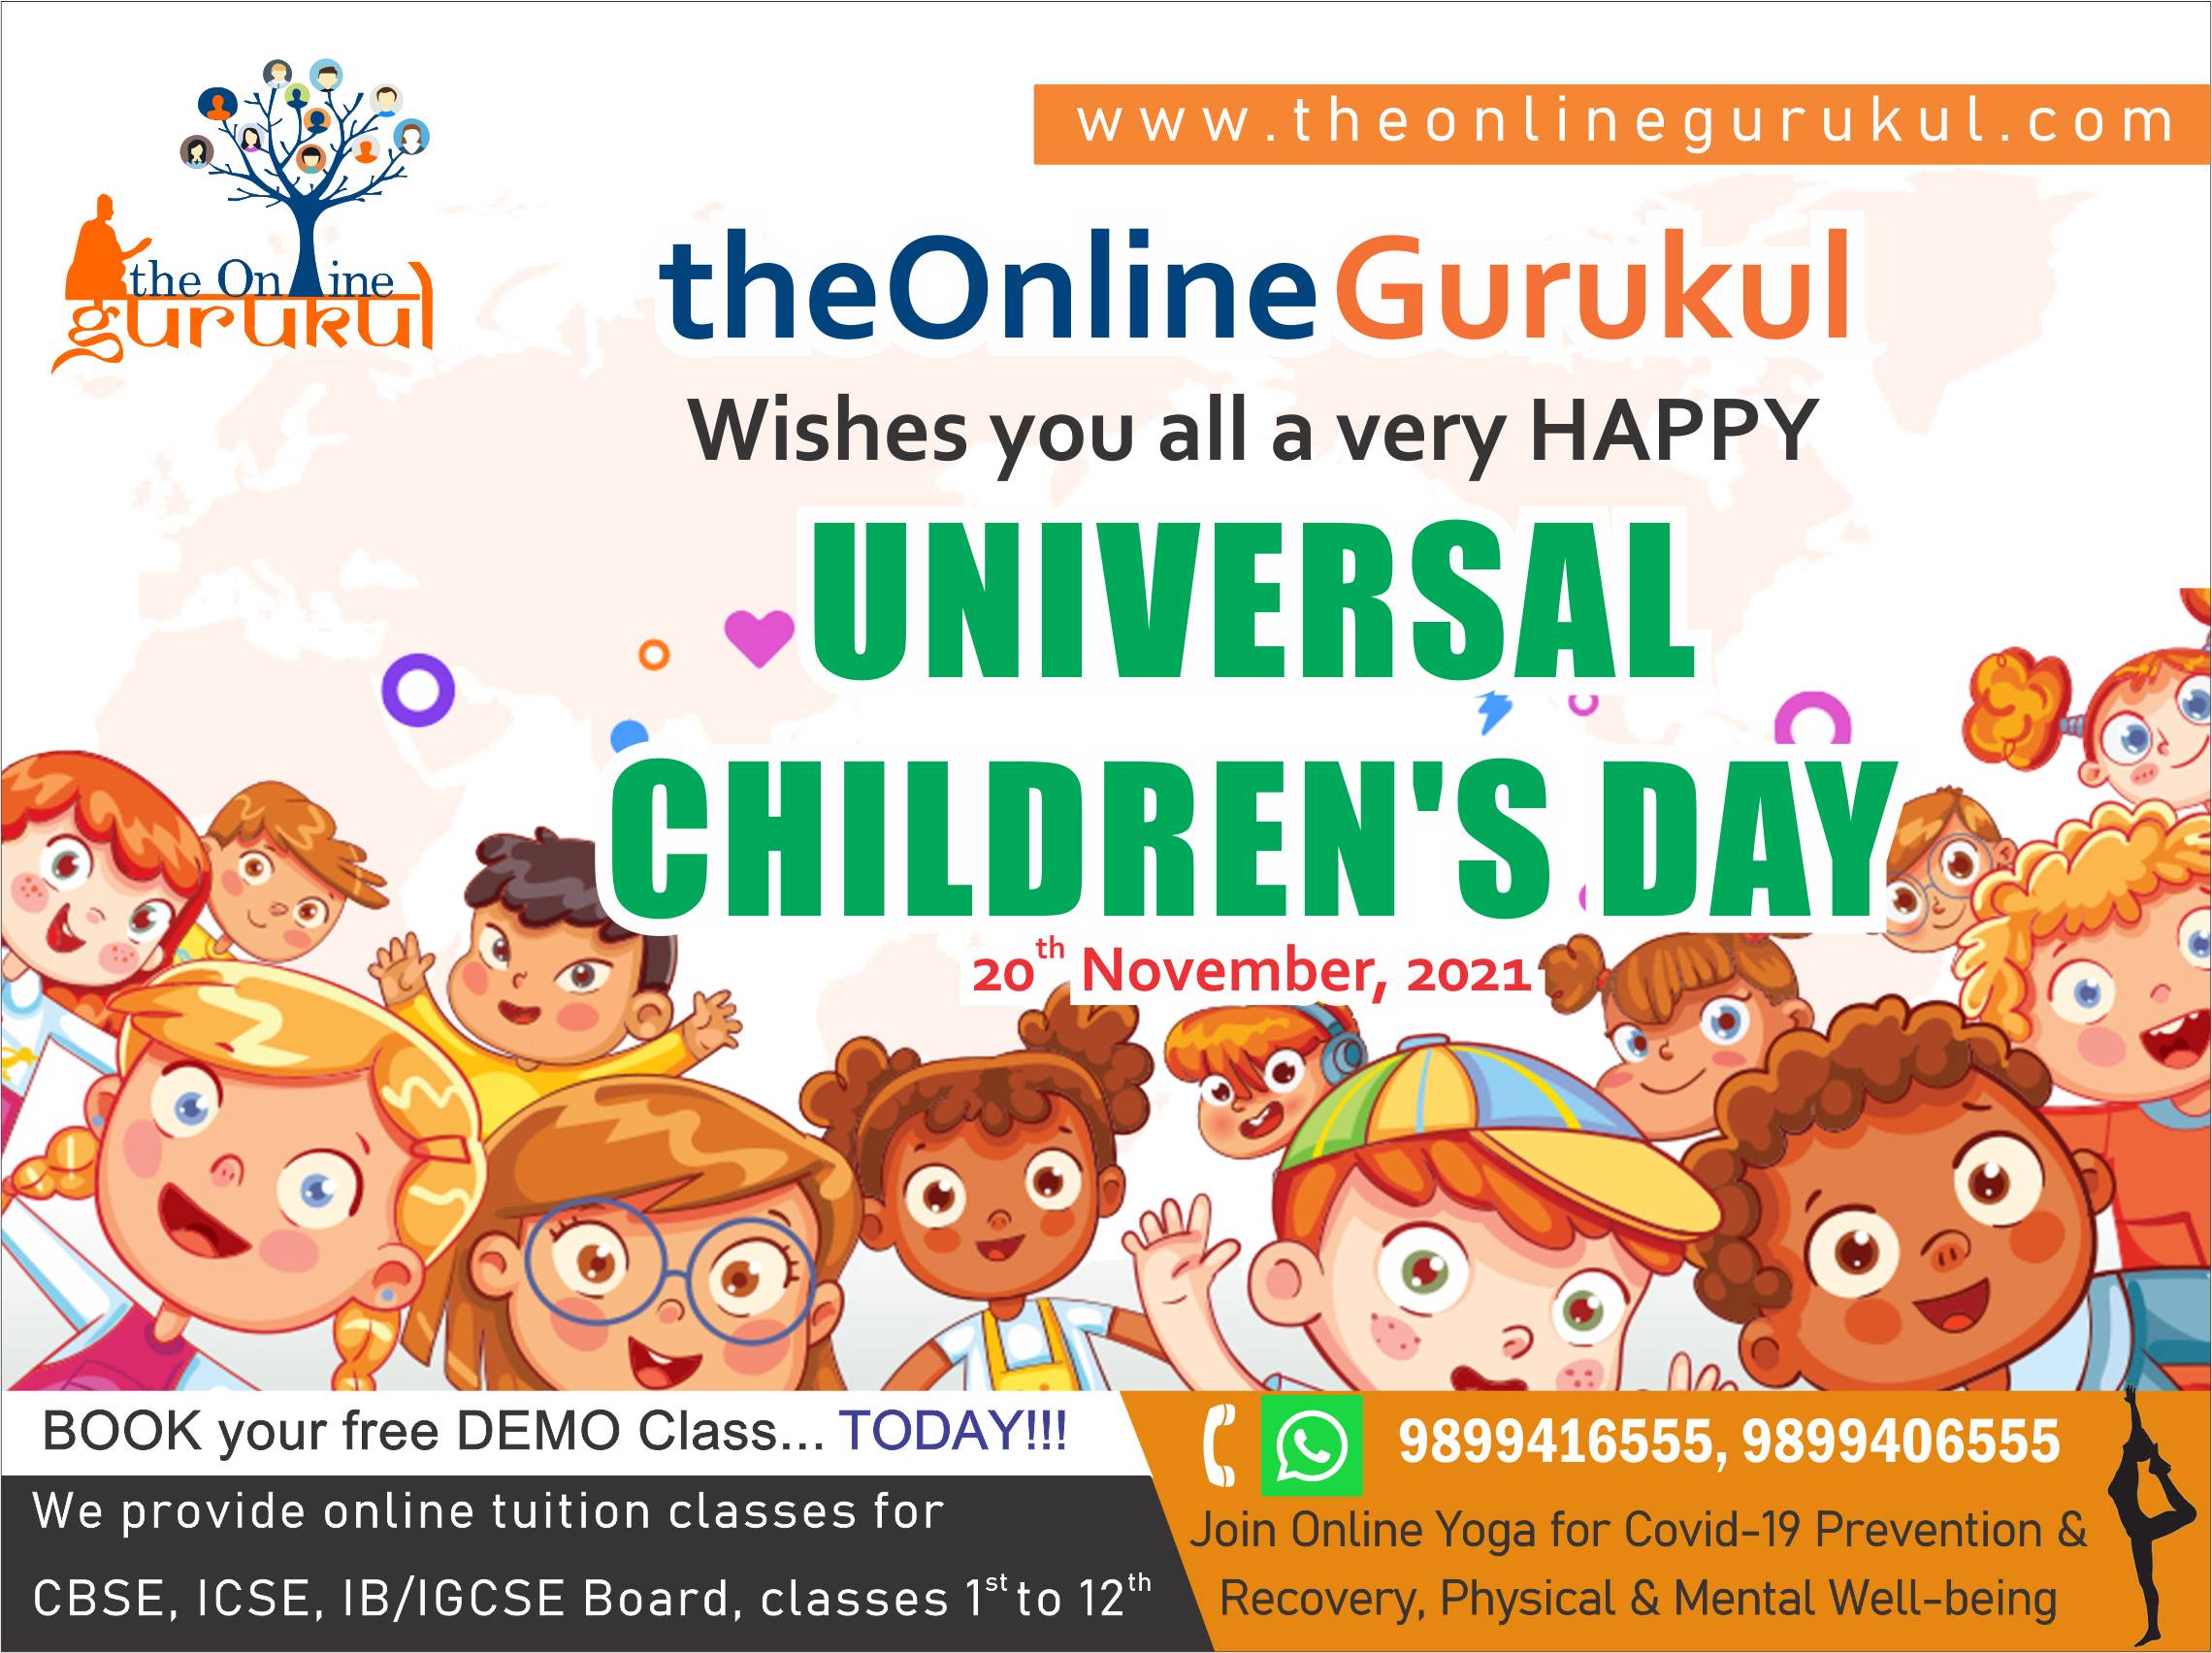 www.theonlinegurukul.com
the Online
gurukul
theOnlineGurukul
Wishes you all a very HAPPY
UNIVERSAL
CHILDREN'S DAY
20th November, 2021
BOOK your free DEMO Class... TODAY!!!
We provide online tuition classes for
CBSE, ICSE, IB/IGCSE Board, classes 1st to 12th
9899416555, 9899406555
Join Online Yoga for Covid-19 Prevention &
Recovery, Physical & Mental Well-being